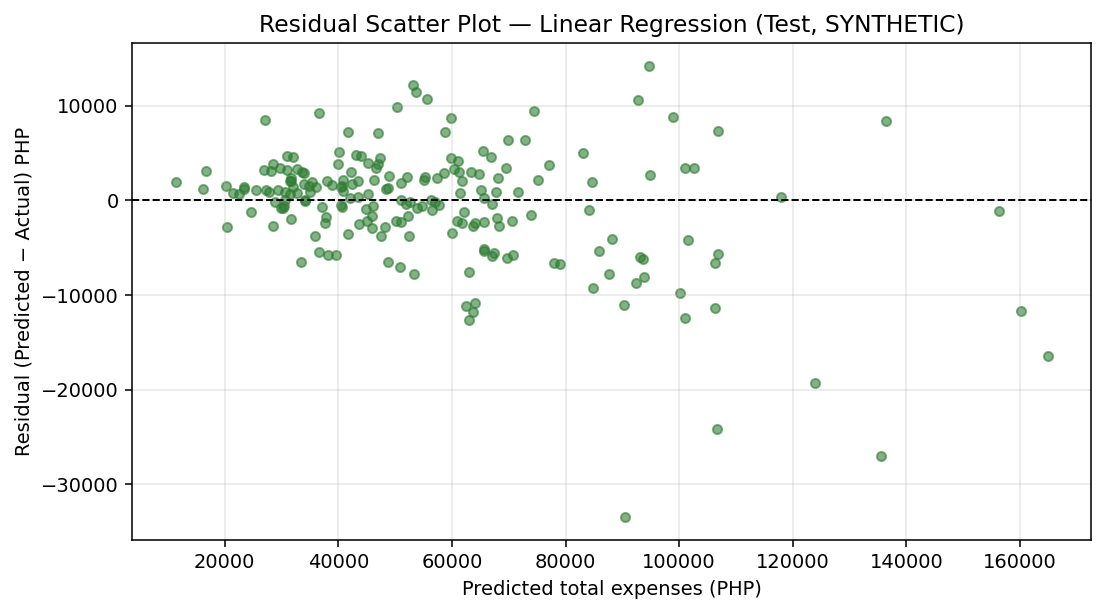 Residual Scatter Plot — Linear Regression (Test, SYNTHETIC)
Residual (Predicted − Actual) PHP
10000
0
−10000
−20000
−30000
20000 40000 60000 80000 100000 120000 140000 160000
Predicted total expenses (PHP)